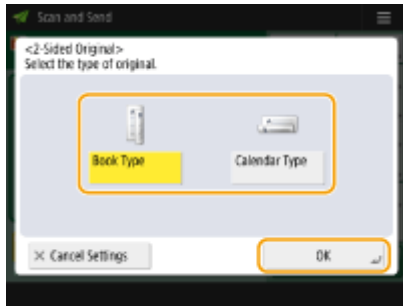 Scan and Send
<2-Sided Original>
Select the type of original.
Book Type
Calendar Type
× Cancel Settings
OK